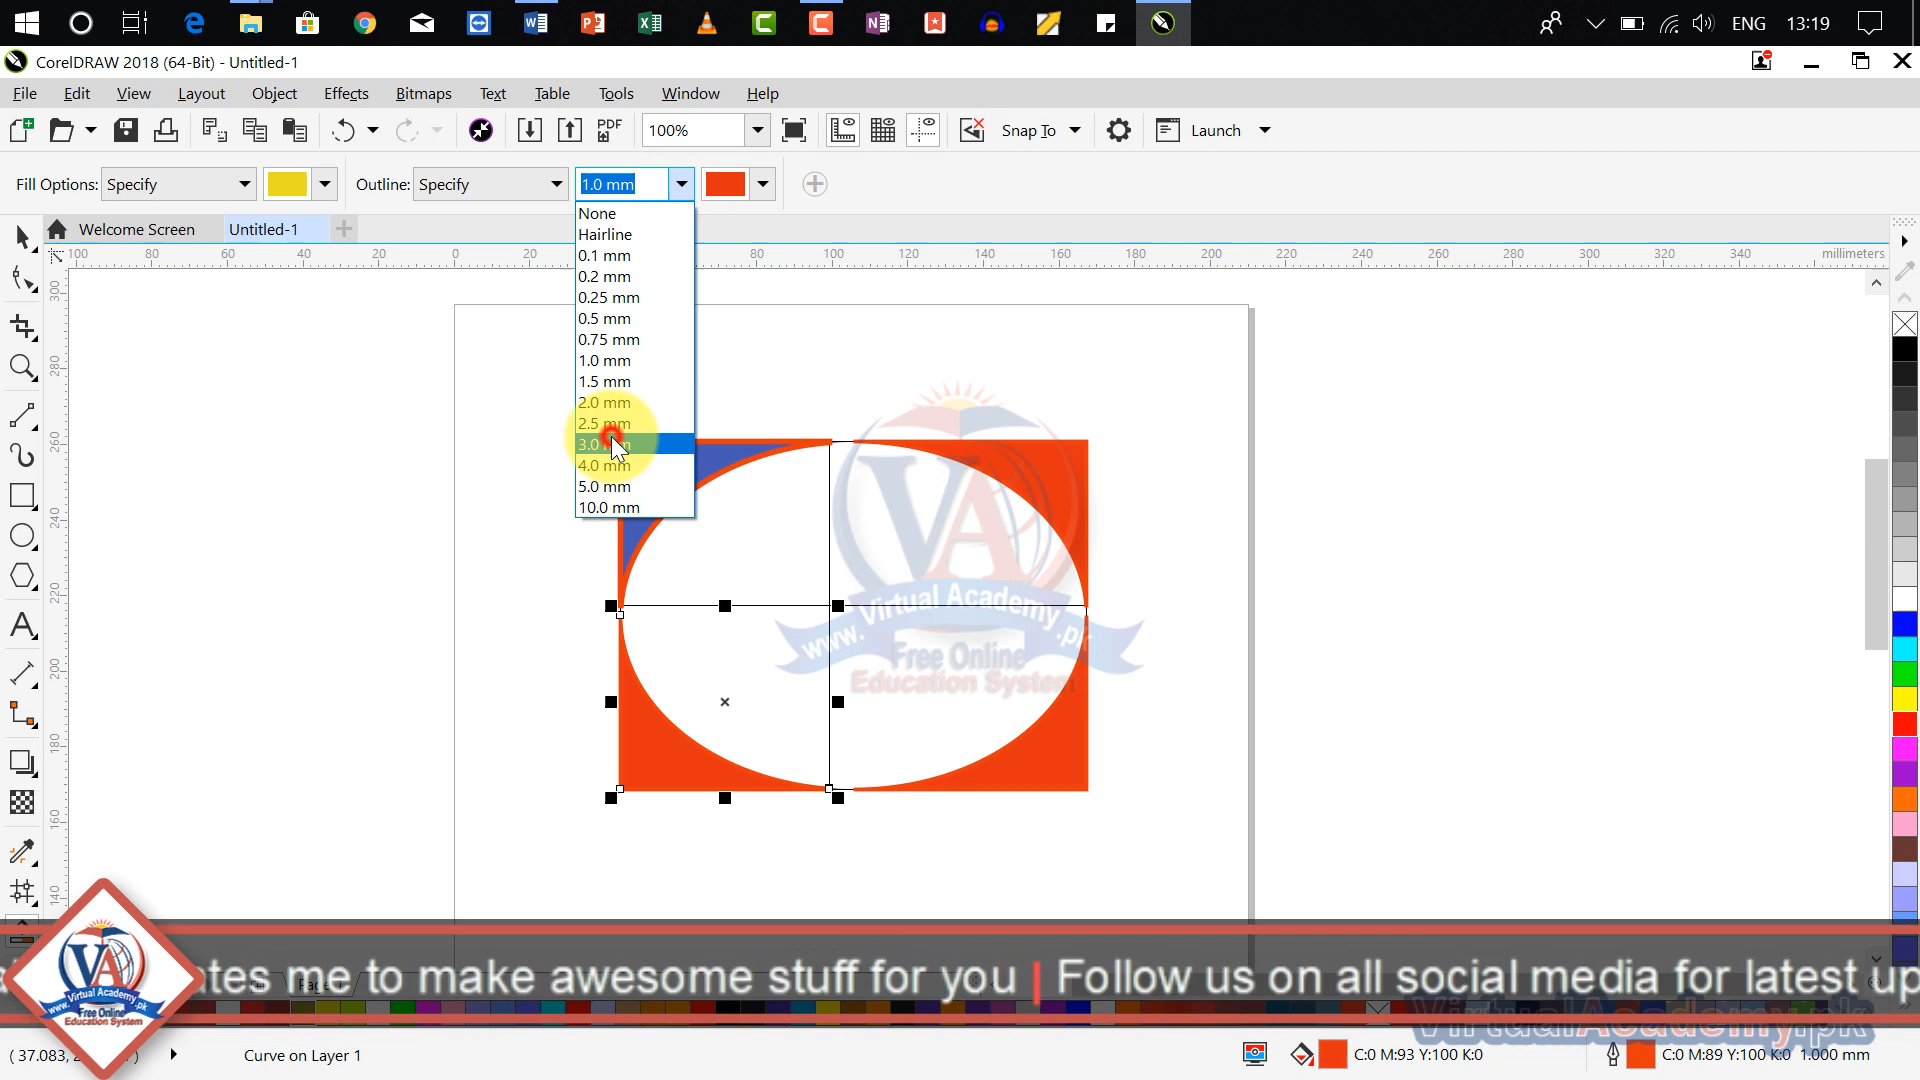 ENG 13:19
CorelDRAW 2018 (64-Bit) - Untitled-1
File Edit View Layout Object Effects Bitmaps Text Table Tools Window Help
PDF 100% Snap To Launch
Fill Options: Specify Outline: Specify 1.0 mm
None
Hairline
0.1 mm
0.2 mm
0.25 mm
0.5 mm
0.75 mm
1.0 mm
1.5 mm
2.0 mm
2.5 mm
3.0 mm
4.0 mm
5.0 mm
10.0 mm
Welcome Screen Untitled-1
100 80 60 40 20 0 20 80 100 120 140 160 180 200 220 240 260 280 300 320 340 millimeters
300
280
260
240
220
200
180
160
140
VA
www.Virtual Academy.pk
Free Online
Education System
ates me to make awesome stuff for you | Follow us on all social media for latest up
VA
www.Virtual Academy.pk
Free Online
Education System
Page 1
VirtualAcademy.pk
( 37.083, Curve on Layer 1 C:0 M:93 Y:100 K:0 C:0 M:89 Y:100 K:0 1.000 mm